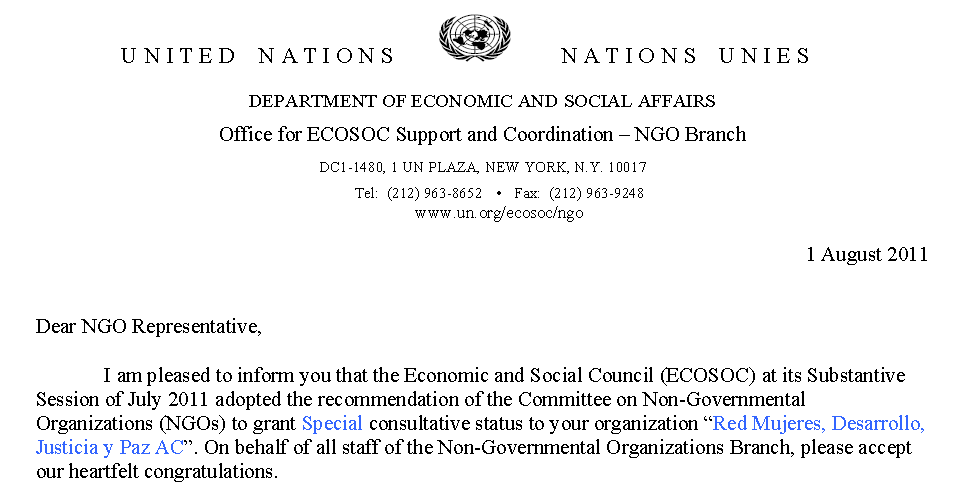 UNITED NATIONS NATIONS UNIES
DEPARTMENT OF ECONOMIC AND SOCIAL AFFAIRS
Office for ECOSOC Support and Coordination – NGO Branch
DC1-1480, 1 UN PLAZA, NEW YORK, N.Y. 10017
Tel: (212) 963-8652 • Fax: (212) 963-9248
www.un.org/ecosoc/ngo
1 August 2011
Dear NGO Representative,
I am pleased to inform you that the Economic and Social Council (ECOSOC) at its Substantive
Session of July 2011 adopted the recommendation of the Committee on Non-Governmental
Organizations (NGOs) to grant Special consultative status to your organization “Red Mujeres, Desarrollo,
Justicia y Paz AC”. On behalf of all staff of the Non-Governmental Organizations Branch, please accept
our heartfelt congratulations.